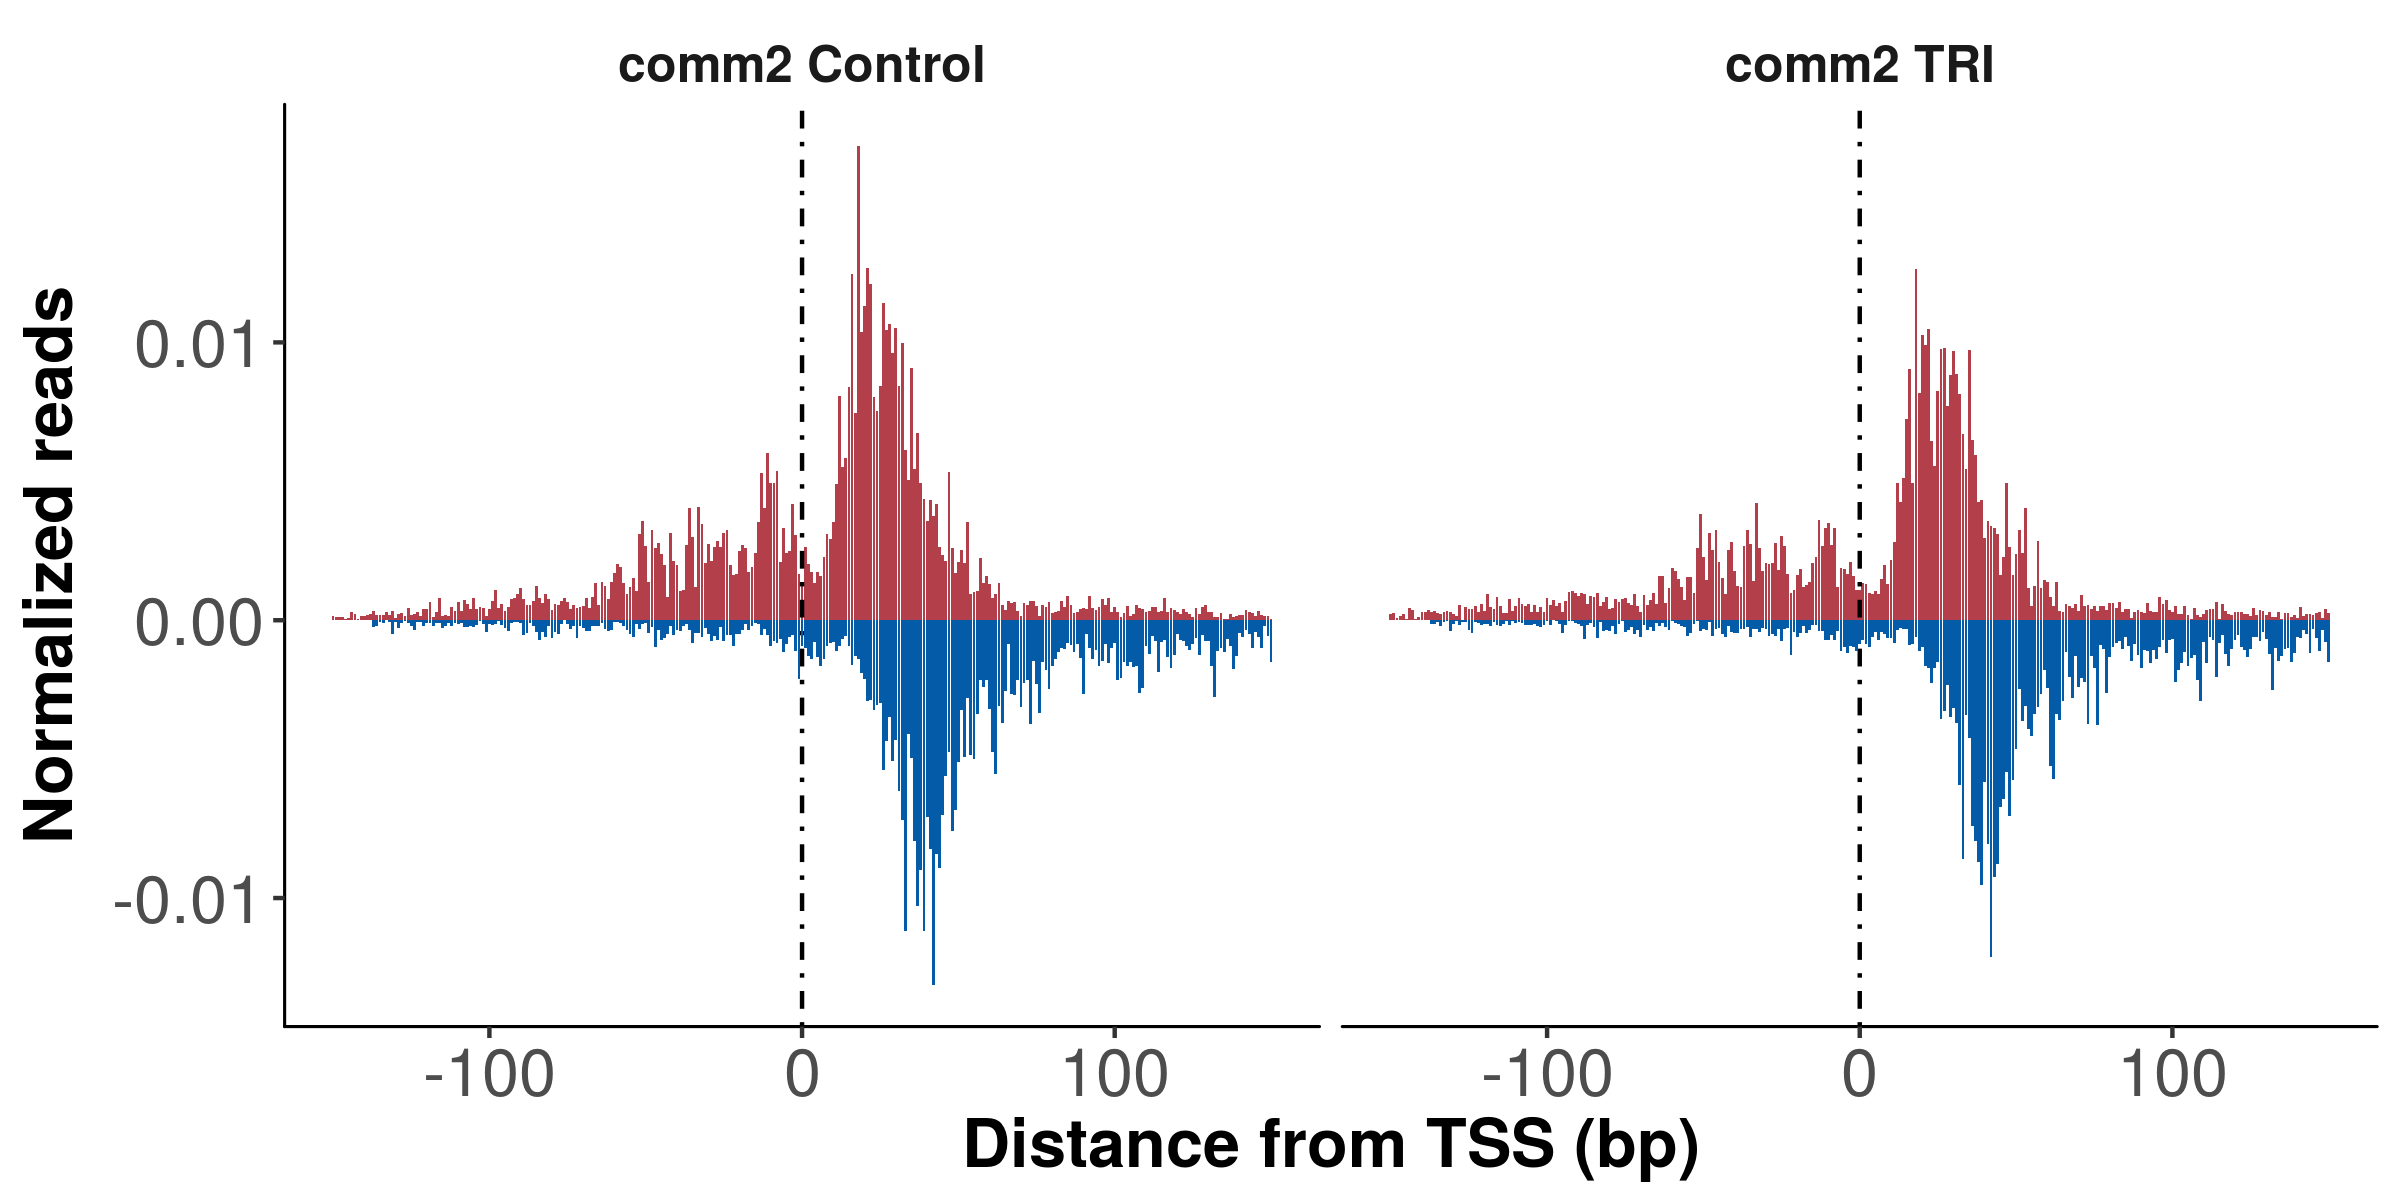 comm2 Control
comm2 TRI
Normalized reads
0.01
0.00
-0.01
-100 0 100
-100 0 100
Distance from TSS (bp)